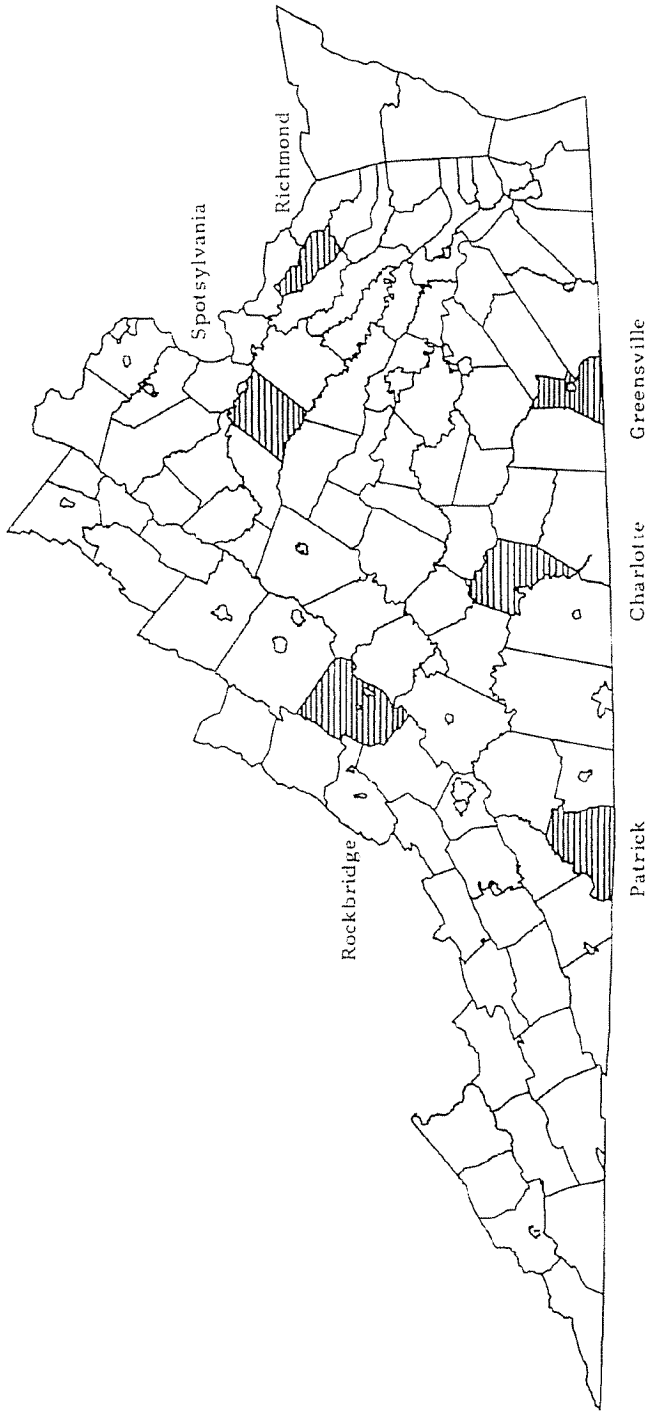 Richmond
Spotsylvania
Rockbridge
Patrick
Charlotte
Greensville